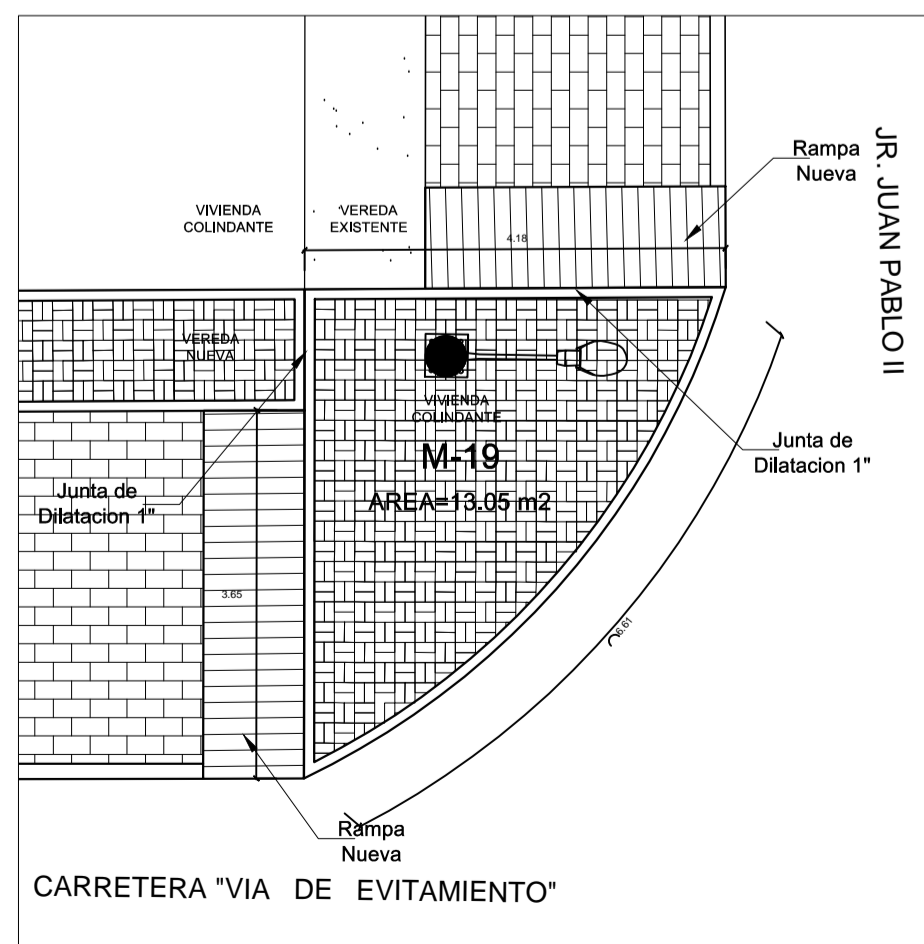 Rampa
Nueva
JR. JUAN PABLO II
VIVIENDA
COLINDANTE
VEREDA
EXISTENTE
4.18
VEREDA
NUEVA
VIVIENDA
COLINDANTE
M-19
AREA=13.05 m2
Junta de
Dilatacion 1"
Junta de
Dilatacion 1"
3.65
6.61
Rampa
Nueva
CARRETERA "VIA DE EVITAMIENTO"